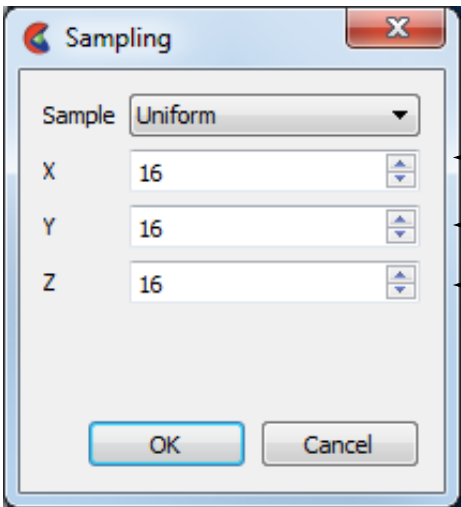 Sampling
Sample Uniform
X 16
Y 16
Z 16
OK Cancel